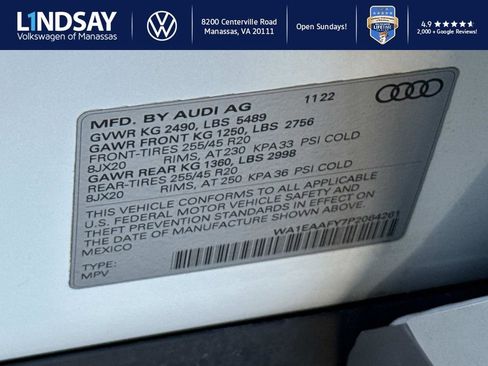 LINDSAY
Volkswagen of Manassas
8200 Centerville Road
Manassas, VA 20111
Open Sundays!
4.9 ★★★★★
2,000+ Google Reviews!
MFD. BY AUDI AG 11 22
GVWR KG 2490, LBS 5489
GAWR FRONT KG 1250, LBS 2756
FRONT-TIRES 255/45 R20
8JX20 RIMS, AT 230 KPA 33 PSI COLD
GAWR REAR KG 1360, LBS 2998
REAR-TIRES 255/45 R20
8JX20 RIMS, AT 250 KPA 36 PSI COLD
THIS VEHICLE CONFORMS TO ALL APPLICABLE
U.S. FEDERAL MOTOR VEHICLE SAFETY AND
THEFT PREVENTION STANDARDS IN EFFECT ON
THE DATE OF MANUFACTURE SHOWN ABOVE.
MEXICO
WA1EAAFY7P2064261
TYPE:
MPV